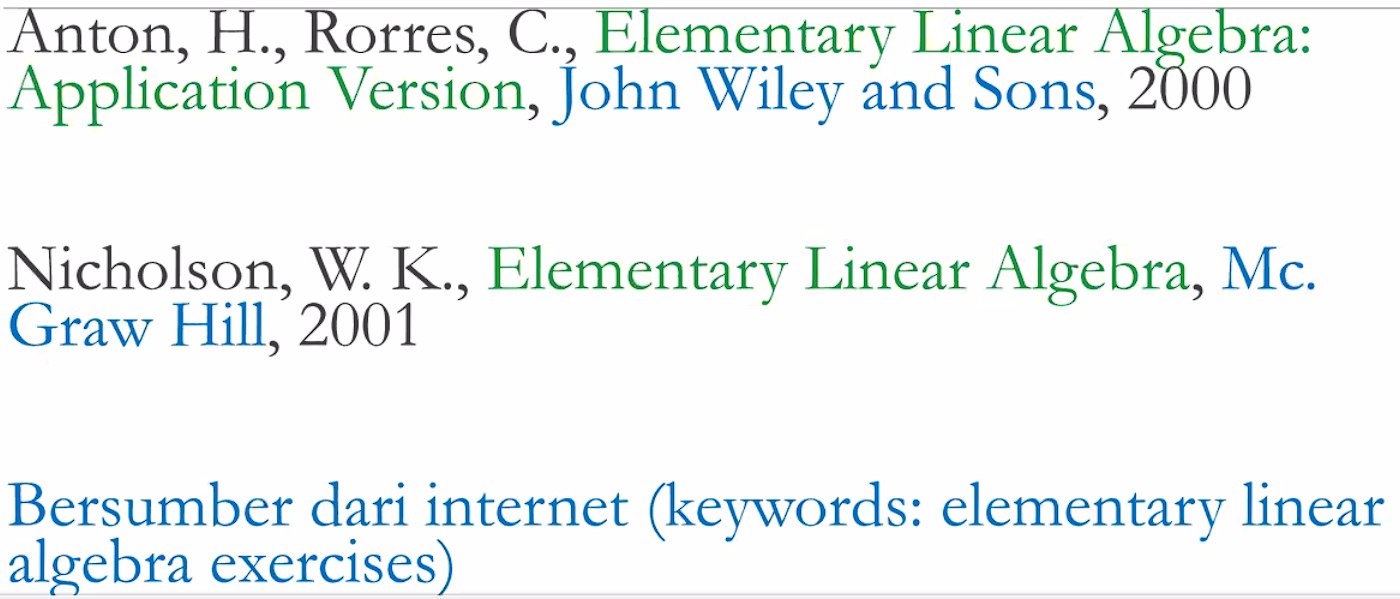 Anton, H., Rorres, C., Elementary Linear Algebra:
Application Version, John Wiley and Sons, 2000
Nicholson, W. K., Elementary Linear Algebra, Mc.
Graw Hill, 2001
Bersumber dari internet (keywords: elementary linear
algebra exercises)